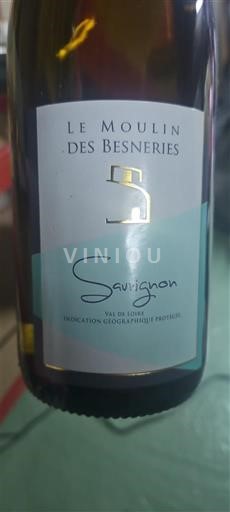 LE MOULIN
DES BESNERIES
VINIOU
Sauvignon
VAL DE LOIRE
INDICATION GÉOGRAPHIQUE PROTÉGÉE